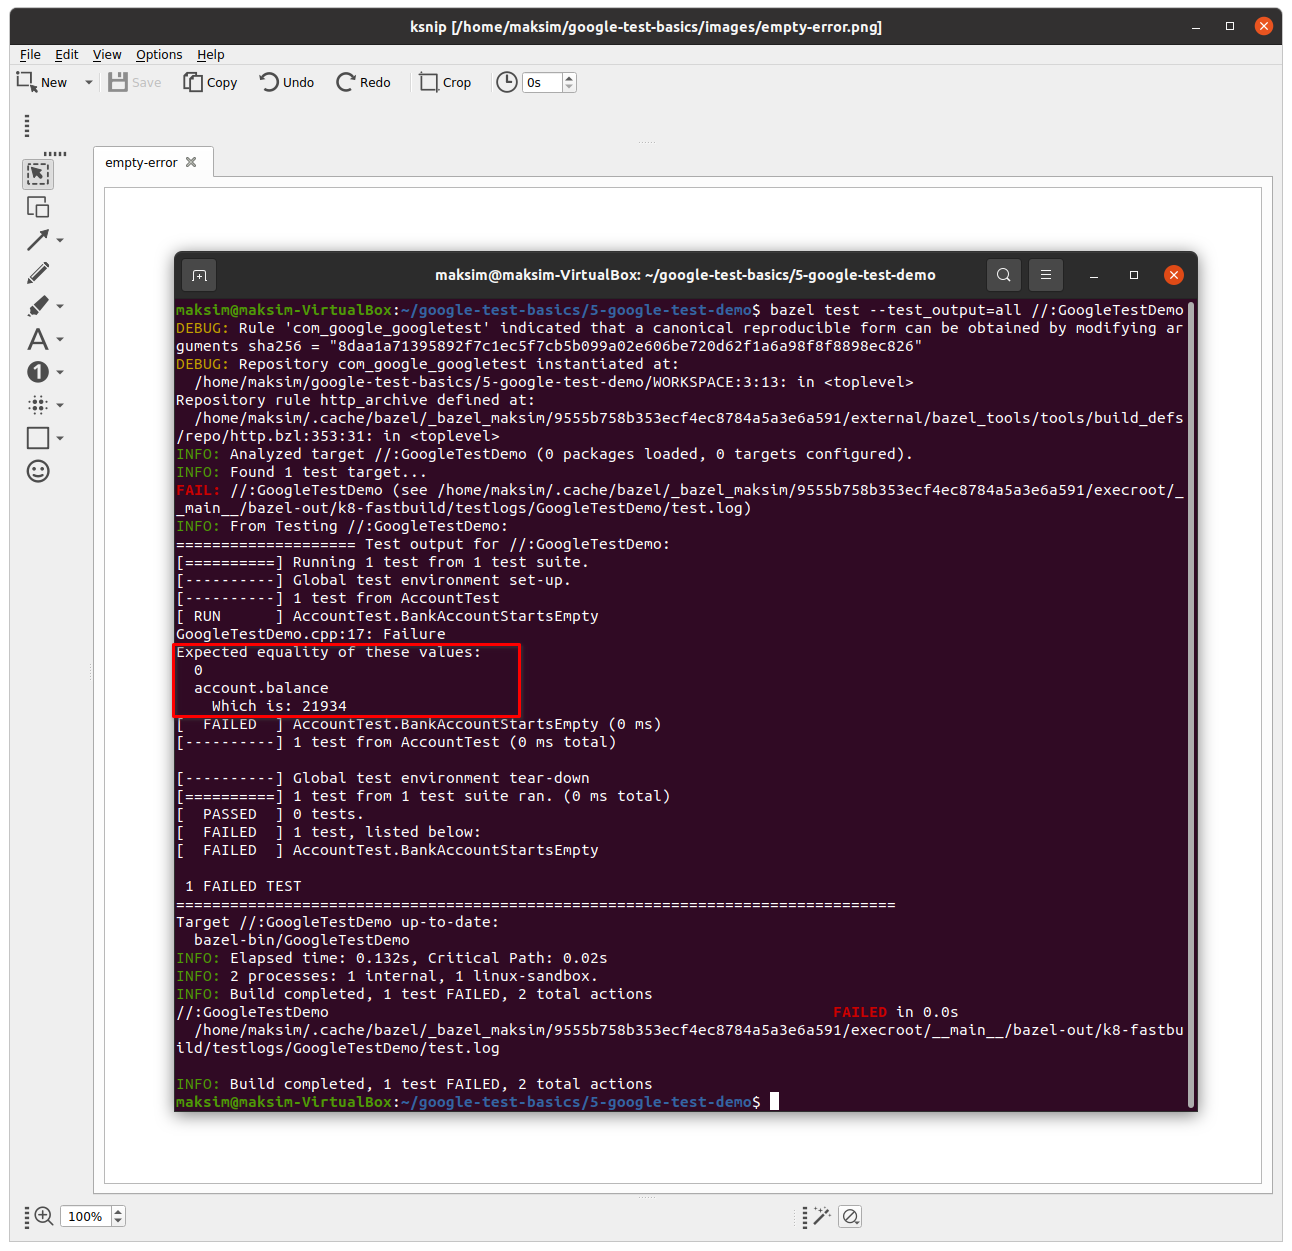 ksnip [/home/maksim/google-test-basics/images/empty-error.png]
File Edit View Options Help
New Save Copy Undo Redo Crop 0s
empty-error
maksim@maksim-VirtualBox: ~/google-test-basics/5-google-test-demo
maksim@maksim-VirtualBox:~/google-test-basics/5-google-test-demo$ bazel test --test_output=all //:GoogleTestDemo
DEBUG: Rule 'com_google_googletest' indicated that a canonical reproducible form can be obtained by modifying ar
guments sha256 = "8daa1a71395892f7c1ec5f7cb5b099a02e606be720d62f1a6a98f8f8898ec826"
DEBUG: Repository com_google_googletest instantiated at:
  /home/maksim/google-test-basics/5-google-test-demo/WORKSPACE:3:13: in <toplevel>
Repository rule http_archive defined at:
  /home/maksim/.cache/bazel/_bazel_maksim/9555b758b353ecf4ec8784a5a3e6a591/external/bazel_tools/tools/build_defs
/repo/http.bzl:353:31: in <toplevel>
INFO: Analyzed target //:GoogleTestDemo (0 packages loaded, 0 targets configured).
INFO: Found 1 test target...
FAIL: //:GoogleTestDemo (see /home/maksim/.cache/bazel/_bazel_maksim/9555b758b353ecf4ec8784a5a3e6a591/execroot/_
_main__/bazel-out/k8-fastbuild/testlogs/GoogleTestDemo/test.log)
INFO: From Testing //:GoogleTestDemo:
==================== Test output for //:GoogleTestDemo:
[==========] Running 1 test from 1 test suite.
[----------] Global test environment set-up.
[----------] 1 test from AccountTest
[ RUN      ] AccountTest.BankAccountStartsEmpty
GoogleTestDemo.cpp:17: Failure
Expected equality of these values:
  0
  account.balance
    Which is: 21934
[  FAILED  ] AccountTest.BankAccountStartsEmpty (0 ms)
[----------] 1 test from AccountTest (0 ms total)
[----------] Global test environment tear-down
[==========] 1 test from 1 test suite ran. (0 ms total)
[  PASSED  ] 0 tests.
[  FAILED  ] 1 test, listed below:
[  FAILED  ] AccountTest.BankAccountStartsEmpty
 1 FAILED TEST
================================================================================
Target //:GoogleTestDemo up-to-date:
  bazel-bin/GoogleTestDemo
INFO: Elapsed time: 0.132s, Critical Path: 0.02s
INFO: 2 processes: 1 internal, 1 linux-sandbox.
INFO: Build completed, 1 test FAILED, 2 total actions
//:GoogleTestDemo                                                        FAILED in 0.0s
  /home/maksim/.cache/bazel/_bazel_maksim/9555b758b353ecf4ec8784a5a3e6a591/execroot/__main__/bazel-out/k8-fastbu
ild/testlogs/GoogleTestDemo/test.log
INFO: Build completed, 1 test FAILED, 2 total actions
maksim@maksim-VirtualBox:~/google-test-basics/5-google-test-demo$
100%